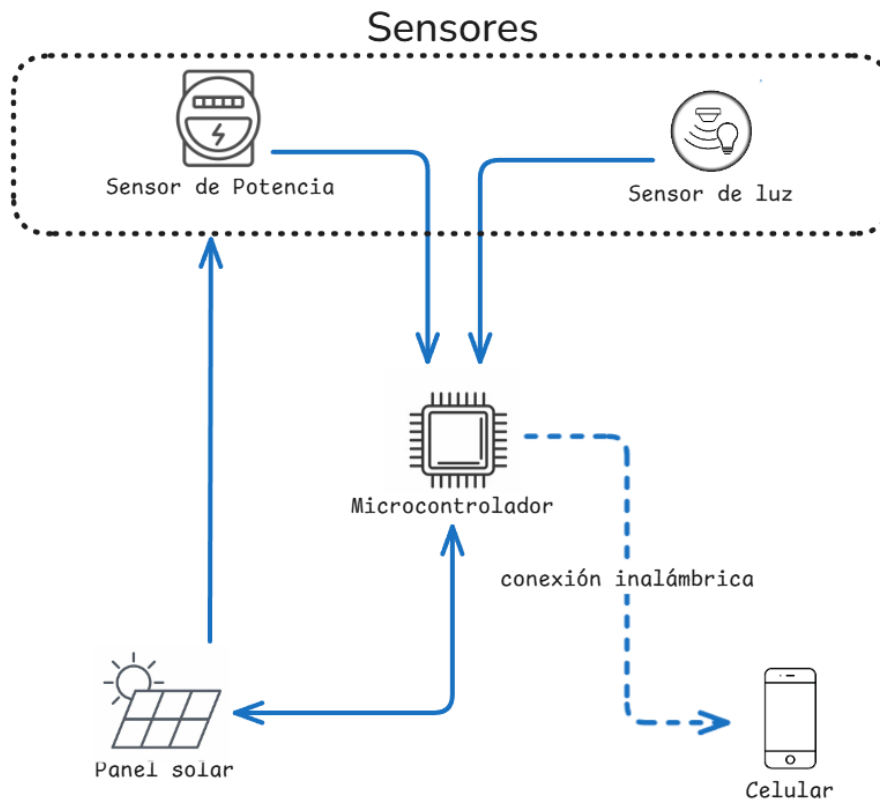 Sensores
Sensor de Potencia
Sensor de luz
Microcontrolador
conexión inalámbrica
Panel solar
Celular